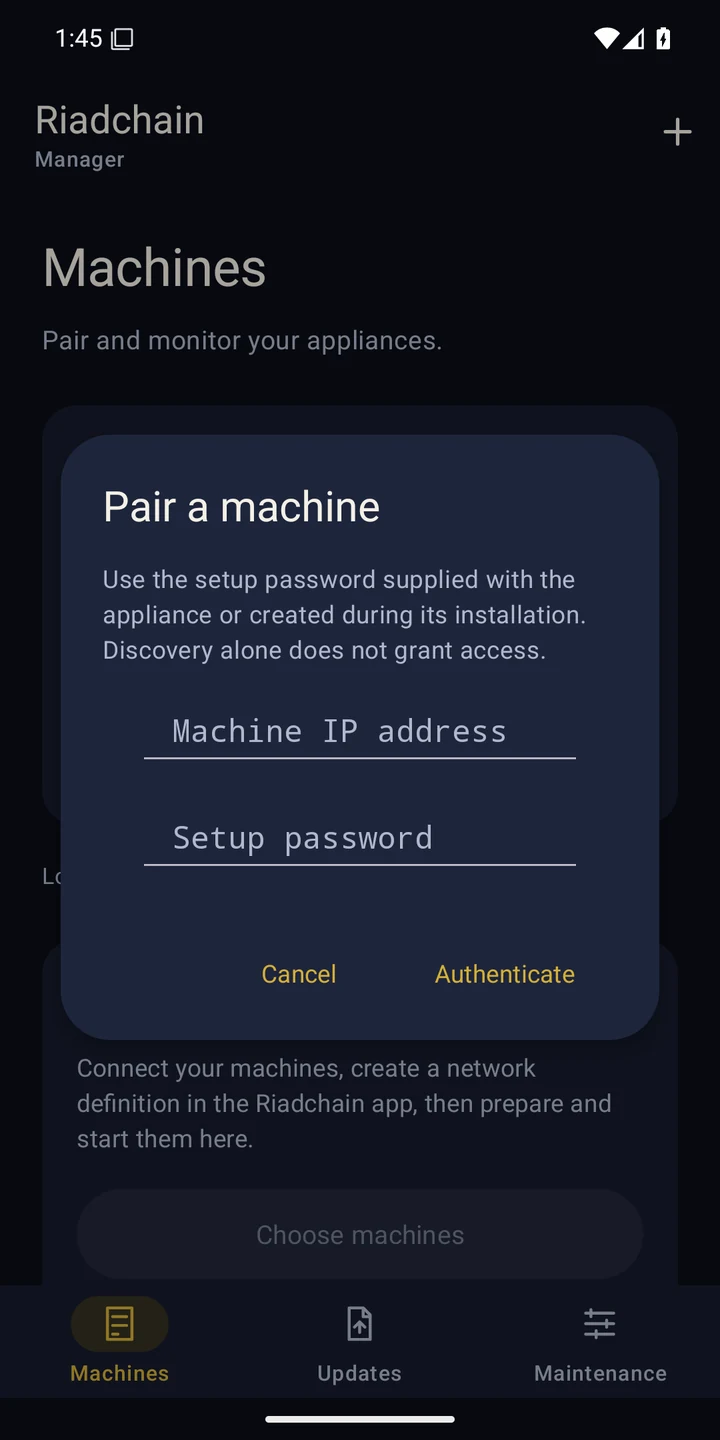 1:45
Riadchain
Manager
Machines
Pair and monitor your appliances.
Pair a machine
Use the setup password supplied with the
appliance or created during its installation.
Discovery alone does not grant access.
Machine IP address
Setup password
Lo
Cancel
Authenticate
Connect your machines, create a network
definition in the Riadchain app, then prepare and
start them here.
Choose machines
Machines
Updates
Maintenance